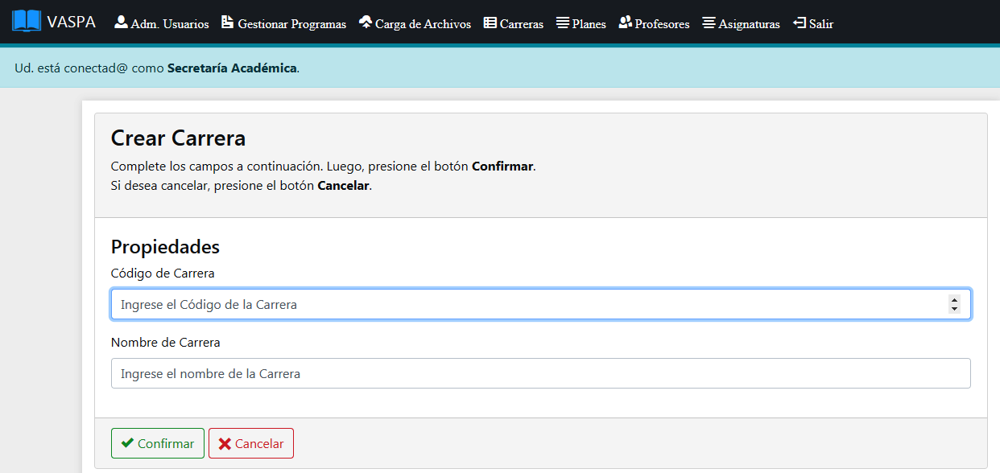 VASPA Adm. Usuarios Gestionar Programas Carga de Archivos Carreras Planes Profesores Asignaturas Salir
Ud. está conectad@ como Secretaría Académica.
Crear Carrera
Complete los campos a continuación. Luego, presione el botón Confirmar.
Si desea cancelar, presione el botón Cancelar.
Propiedades
Código de Carrera
Ingrese el Código de la Carrera
Nombre de Carrera
Ingrese el nombre de la Carrera
Confirmar Cancelar